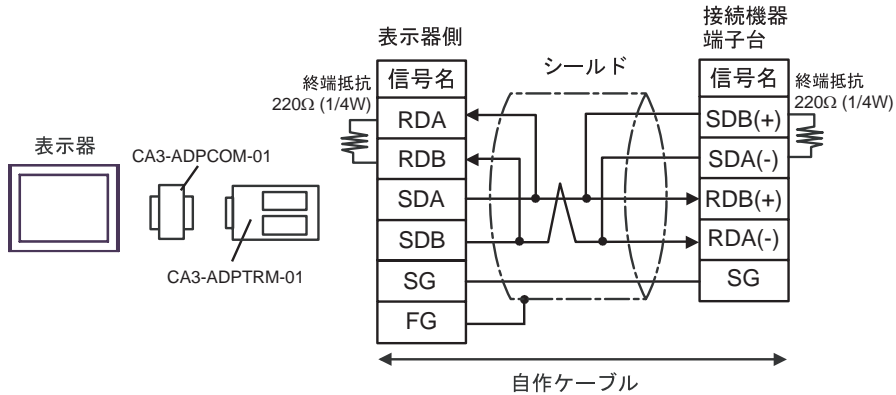 表示器
CA3-ADPCOM-01
CA3-ADPTRM-01
表示器側
終端抵抗
220Ω (1/4W)
信号名
RDA
RDB
SDA
SDB
SG
FG
シールド
接続機器
端子台
信号名
SDB(+)
SDA(-)
RDB(+)
RDA(-)
SG
終端抵抗
220Ω (1/4W)
自作ケーブル